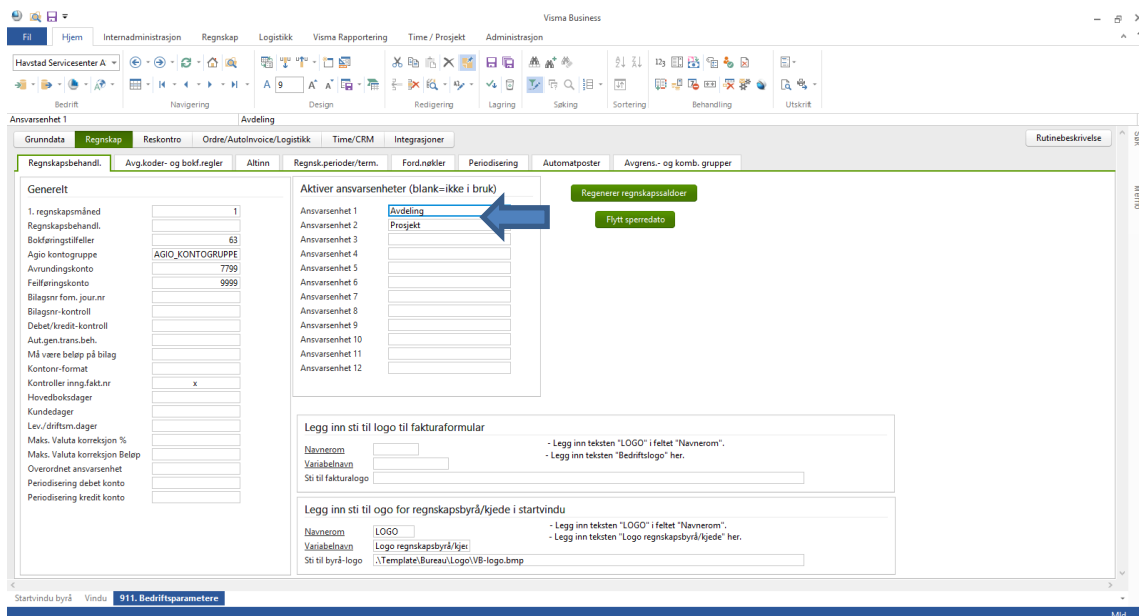 Visma Business
Fil Hjem Internadministrasjon Regnskap Logistikk Visma Rapportering Time / Prosjekt Administrasjon
Havstad Servicesenter A
A 9
Bedrift Navigering Design Redigering Lagring Søking Sortering Behandling Utskrift
Ansvarsenhet 1 Avdeling
Grunndata Regnskap Reskontro Ordre/AutoInvoice/Logistikk Time/CRM Integrasjoner Rutinebeskrivelse
Regnskapsbehandl. Avg.koder- og bokf.regler Altinn Regnsk.perioder/term. Ford.nøkler Periodisering Automatposter Avgrens.- og komb. grupper
Generelt
1. regnskapsmåned 1
Regnskapsbehandl.
Bokføringstilfeller 63
Agio kontogruppe AGIO_KONTOGRUPPE
Avrundingskonto 7799
Feilføringskonto 9999
Bilagsnr fom. jour.nr
Bilagsnr-kontroll
Debet/kredit-kontroll
Aut.gen.trans.beh.
Må være beløp på bilag
Kontonr-format
Kontroller inng.fakt.nr x
Hovedboksdager
Kundedager
Lev./driftsm.dager
Maks. Valuta korreksjon %
Maks. Valuta korreksjon Beløp
Overordnet ansvarsenhet
Periodisering debet konto
Periodisering kredit konto
Aktiver ansvarsenheter (blank=ikke i bruk)
Ansvarsenhet 1 Avdeling
Ansvarsenhet 2 Prosjekt
Ansvarsenhet 3
Ansvarsenhet 4
Ansvarsenhet 5
Ansvarsenhet 6
Ansvarsenhet 7
Ansvarsenhet 8
Ansvarsenhet 9
Ansvarsenhet 10
Ansvarsenhet 11
Ansvarsenhet 12
Regenerer regnskapssaldoer
Flytt sperredato
Legg inn sti til logo til fakturaformular
Navnerom
Variabelnavn
Sti til fakturalogo
- Legg inn teksten "LOGO" i feltet "Navnerom".
- Legg inn teksten "Bedriftslogo" her.
Legg inn sti til ogo for regnskapsbyrå/kjede i startvindu
Navnerom LOGO
Variabelnavn Logo regnskapsbyrå/kjec
Sti til byrå-logo .\Template\Bureau\Logo\VB-logo.bmp
- Legg inn teksten "LOGO" i feltet "Navnerom".
- Legg inn teksten "Logo regnskapsbyrå/kjede" her.
Søk
Memo
Startvindu byrå Vindu 911. Bedriftsparametere